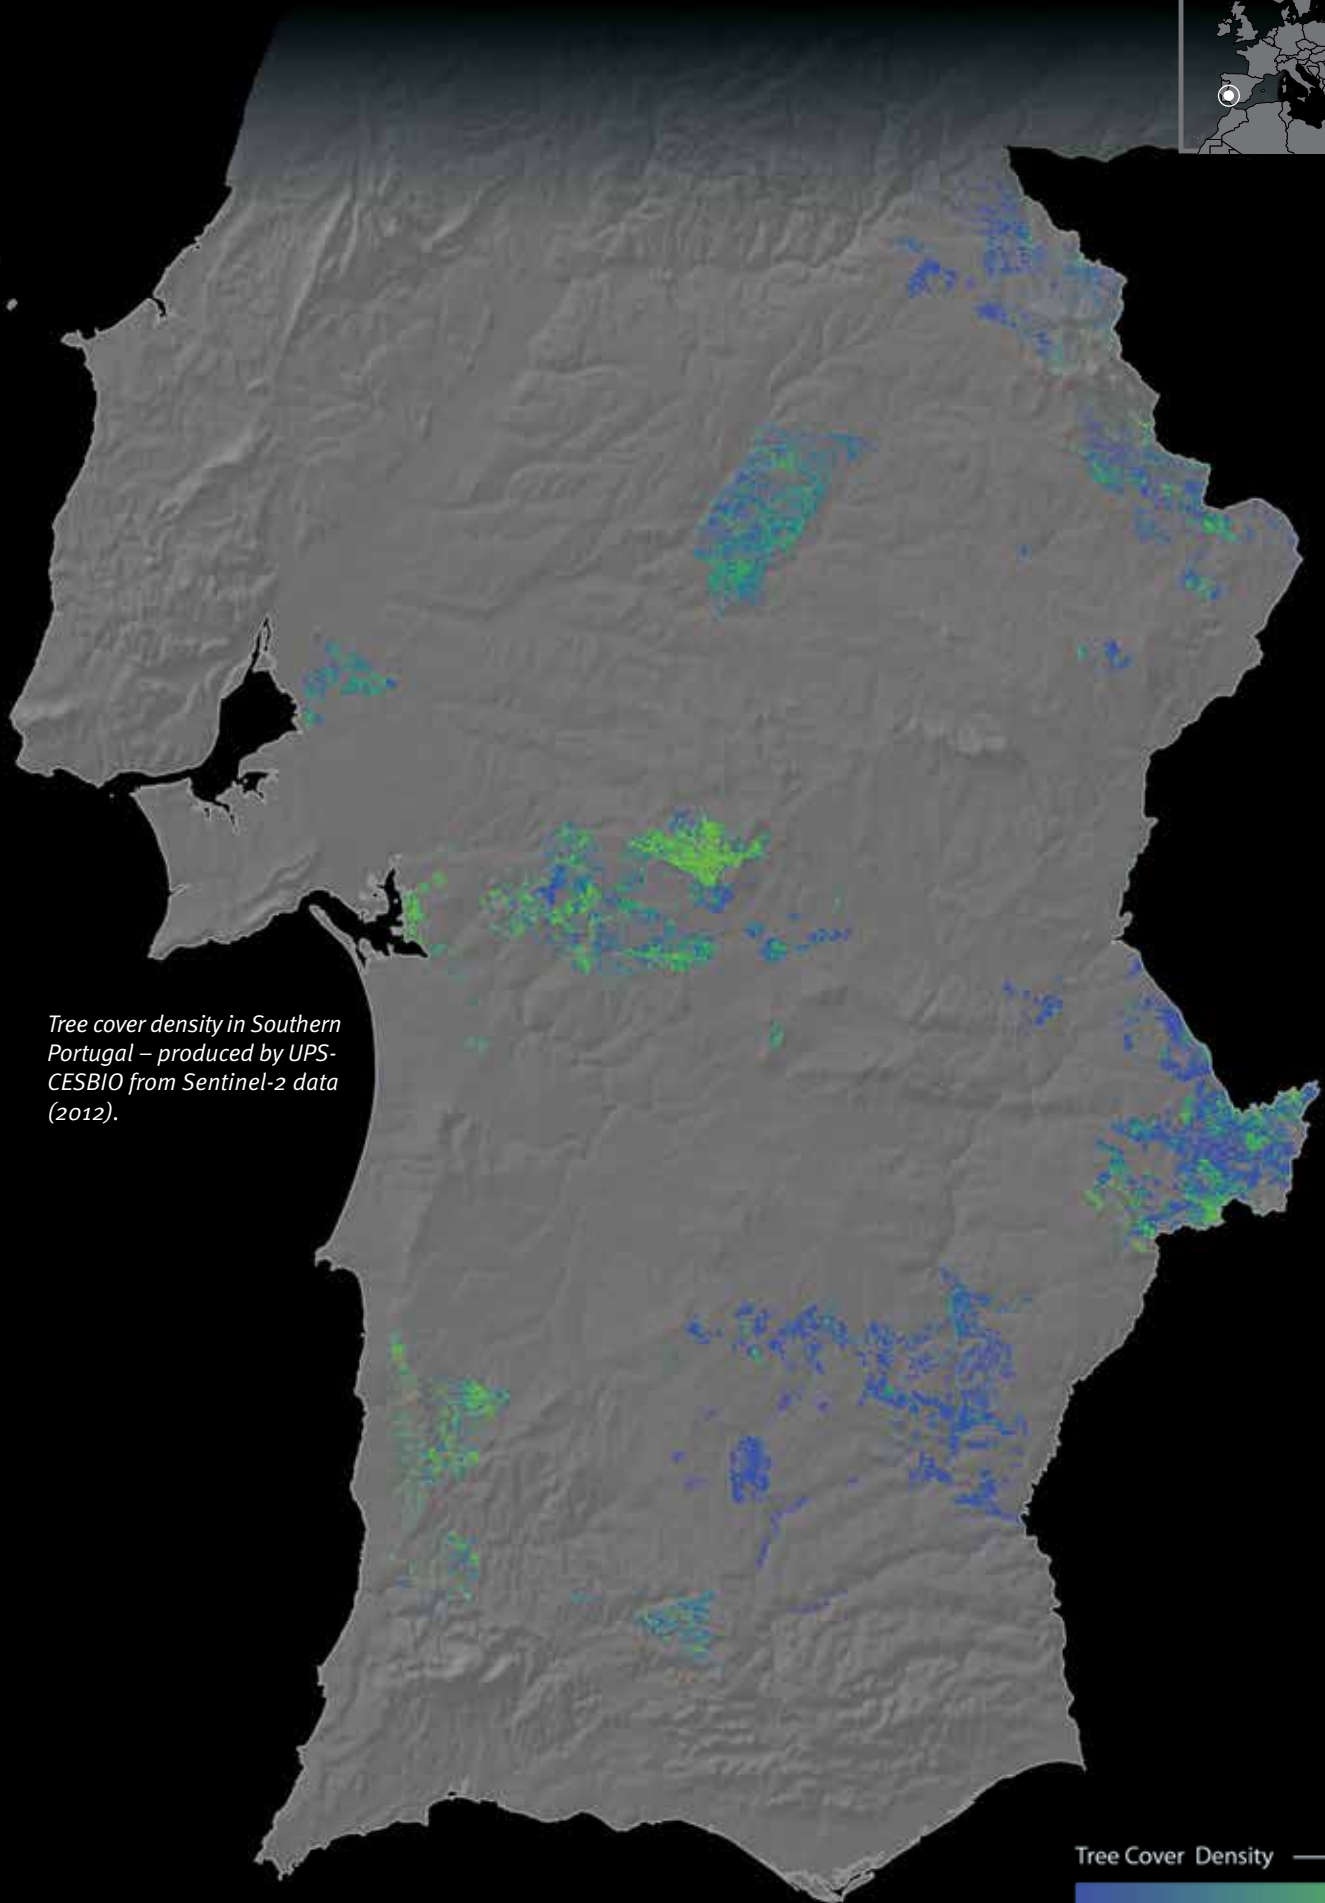 Tree cover density in Southern
Portugal – produced by UPS-
CESBIO from Sentinel-2 data
(2012).
Tree Cover Density